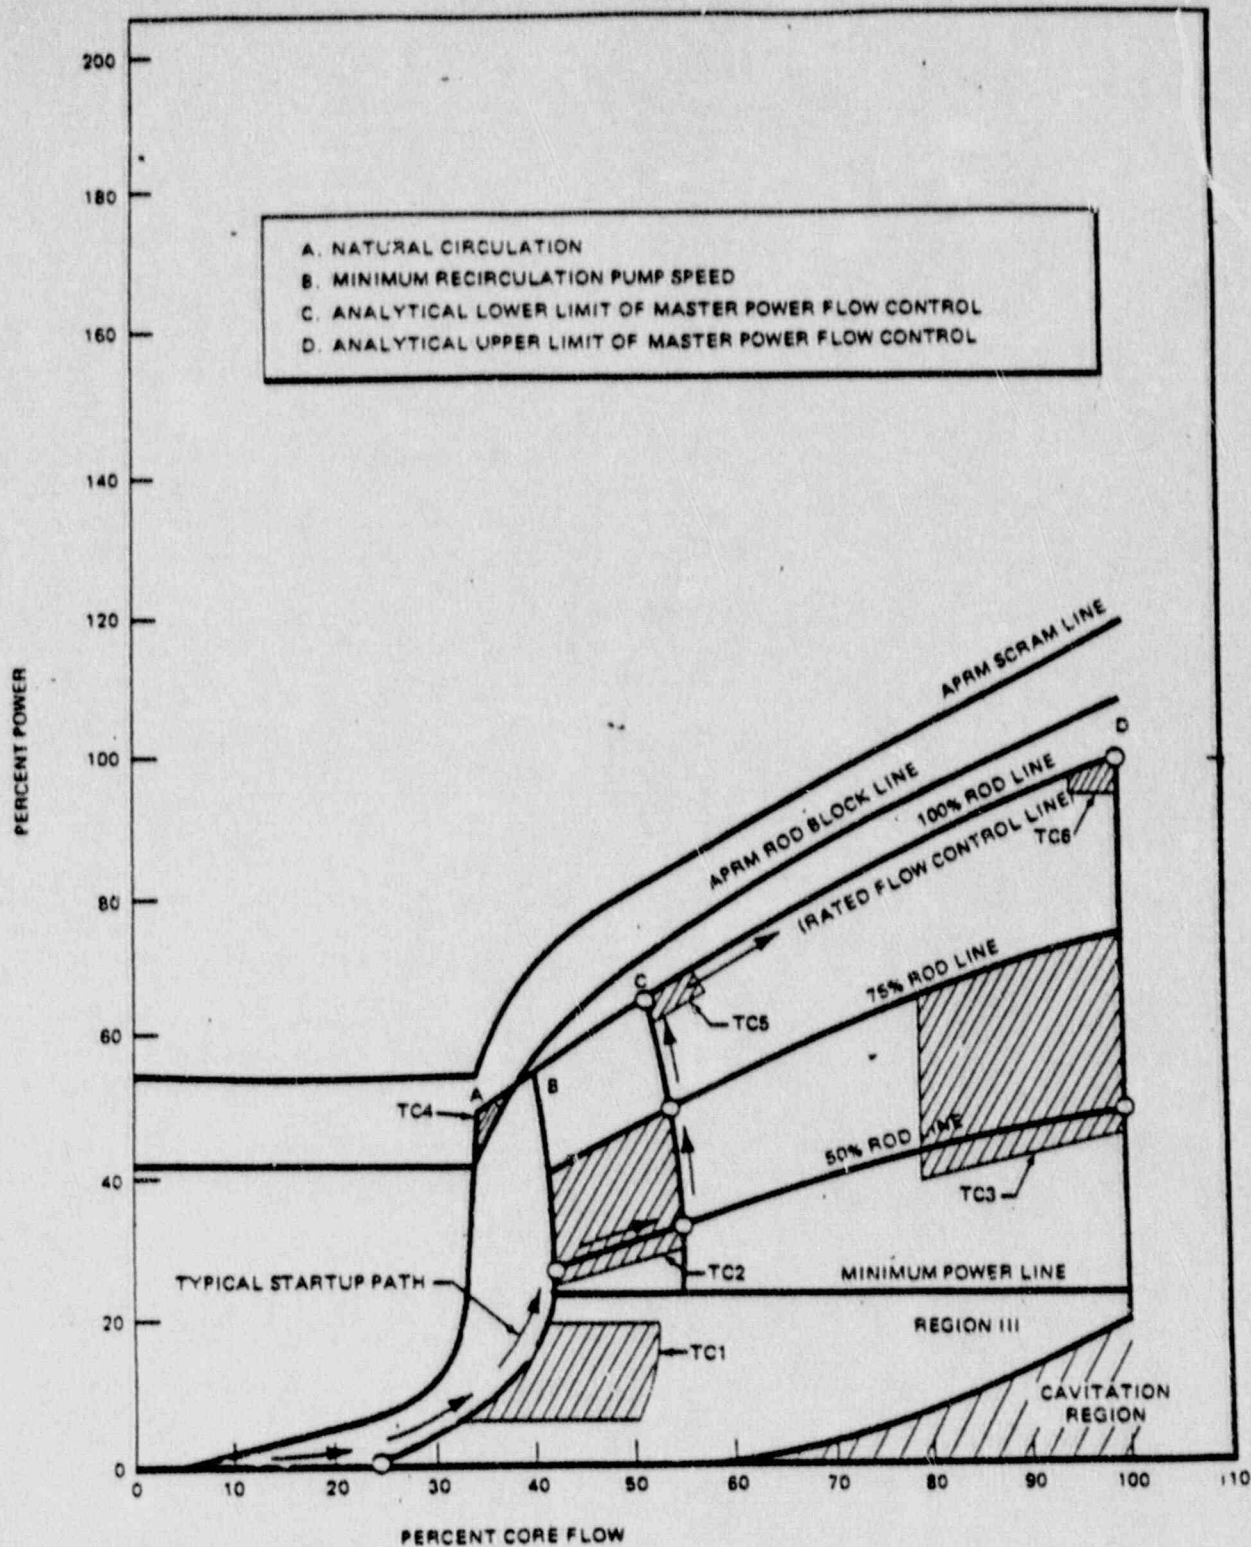 200
180
A. NATURAL CIRCULATION
B. MINIMUM RECIRCULATION PUMP SPEED
C. ANALYTICAL LOWER LIMIT OF MASTER POWER FLOW CONTROL
D. ANALYTICAL UPPER LIMIT OF MASTER POWER FLOW CONTROL
160
140
120
APRM SCRAM LINE
PERCENT POWER
100
D
APRM ROD BLOCK LINE
100% ROD LINE
(RATED FLOW CONTROL LINE)
TC6
80
C
75% ROD LINE
TC5
60
A
B
TC4
50% ROD LINE
40
TC3
TC2
MINIMUM POWER LINE
TYPICAL STARTUP PATH
20
REGION III
TC1
CAVITATION
REGION
0
0 10 20 30 40 50 60 70 80 90 100 110
PERCENT CORE FLOW